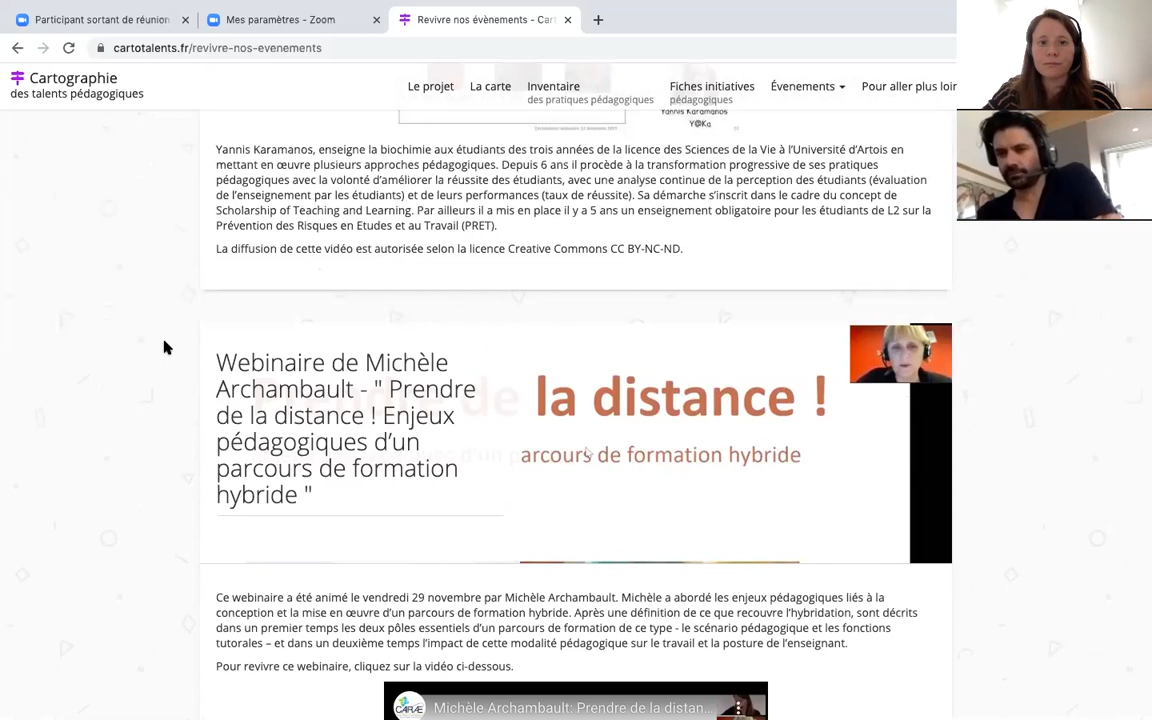 Participant sortant de réunion
Mes paramètres - Zoom
Revivre nos évènements - Cart
cartotalents.fr/revivre-nos-evenements
Cartographie
des talents pédagogiques
Le projet
La carte
Inventaire
des pratiques pédagogiques
Fiches initiatives
pédagogiques
Évenements
Pour aller plus loin
Yannis Karamanos
Y@Ka
Yannis Karamanos, enseigne la biochimie aux étudiants des trois années de la licence des Sciences de la Vie à l'Université d'Artois en
mettant en œuvre plusieurs approches pédagogiques. Depuis 6 ans il procède à la transformation progressive de ses pratiques
pédagogiques avec la volonté d'améliorer la réussite des étudiants, avec une analyse continue de la perception des étudiants (évaluation
de l'enseignement par les étudiants) et de leurs performances (taux de réussite). Sa démarche s'inscrit dans le cadre du concept de
Scholarship of Teaching and Learning. Par ailleurs il a mis en place il y a 5 ans un enseignement obligatoire pour les étudiants de L2 sur la
Prévention des Risques en Etudes et au Travail (PRET).
La diffusion de cette vidéo est autorisée selon la licence Creative Commons CC BY-NC-ND.
Webinaire de Michèle
Archambault - " Prendre
de la distance ! Enjeux
pédagogiques d'un
parcours de formation
hybride "
de la distance !
d'un parcours de formation hybride
Ce webinaire a été animé le vendredi 29 novembre par Michèle Archambault. Michèle a abordé les enjeux pédagogiques liés à la
conception et la mise en œuvre d'un parcours de formation hybride. Après une définition de ce que recouvre l'hybridation, sont décrits
dans un premier temps les deux pôles essentiels d'un parcours de formation de ce type - le scénario pédagogique et les fonctions
tutorales – et dans un deuxième temps l'impact de cette modalité pédagogique sur le travail et la posture de l'enseignant.
Pour revivre ce webinaire, cliquez sur la vidéo ci-dessous.
CARÆ
Michèle Archambault: Prendre de la distan...